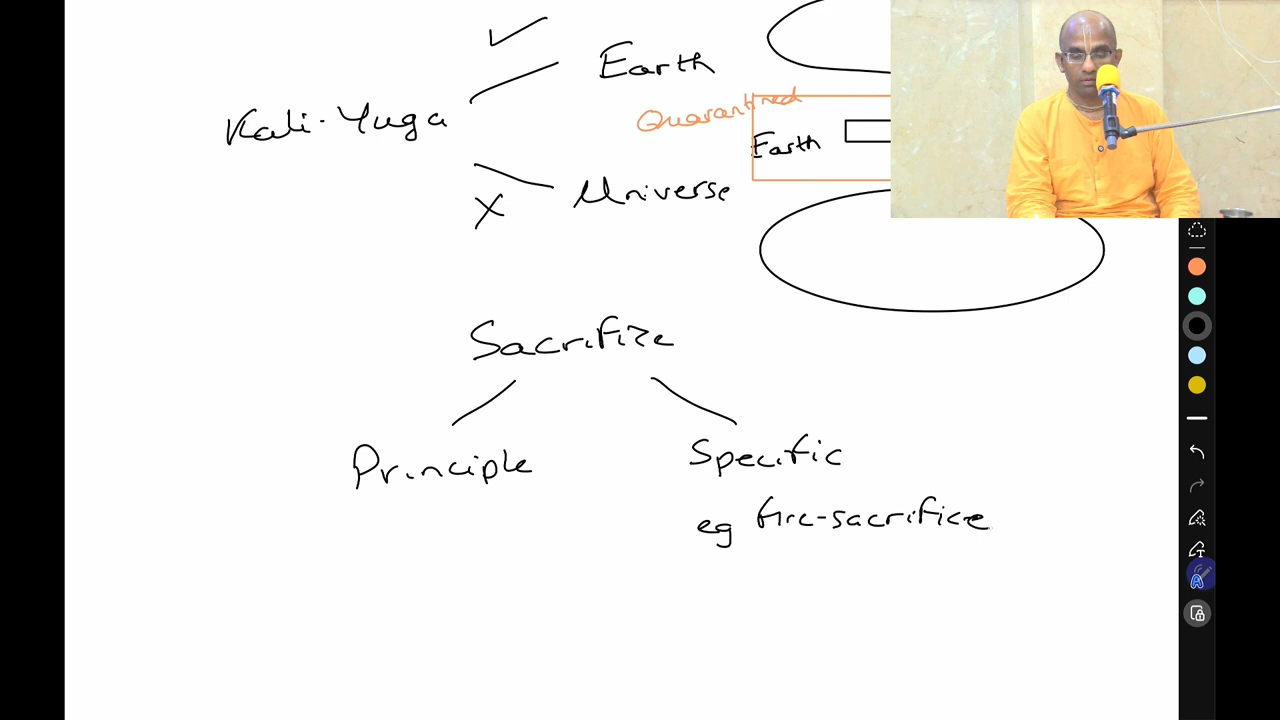 Earth
Kali-Yuga
Quarantined
Earth
Universe
Sacrifice
Principle
Specific
eg fire-sacrifice